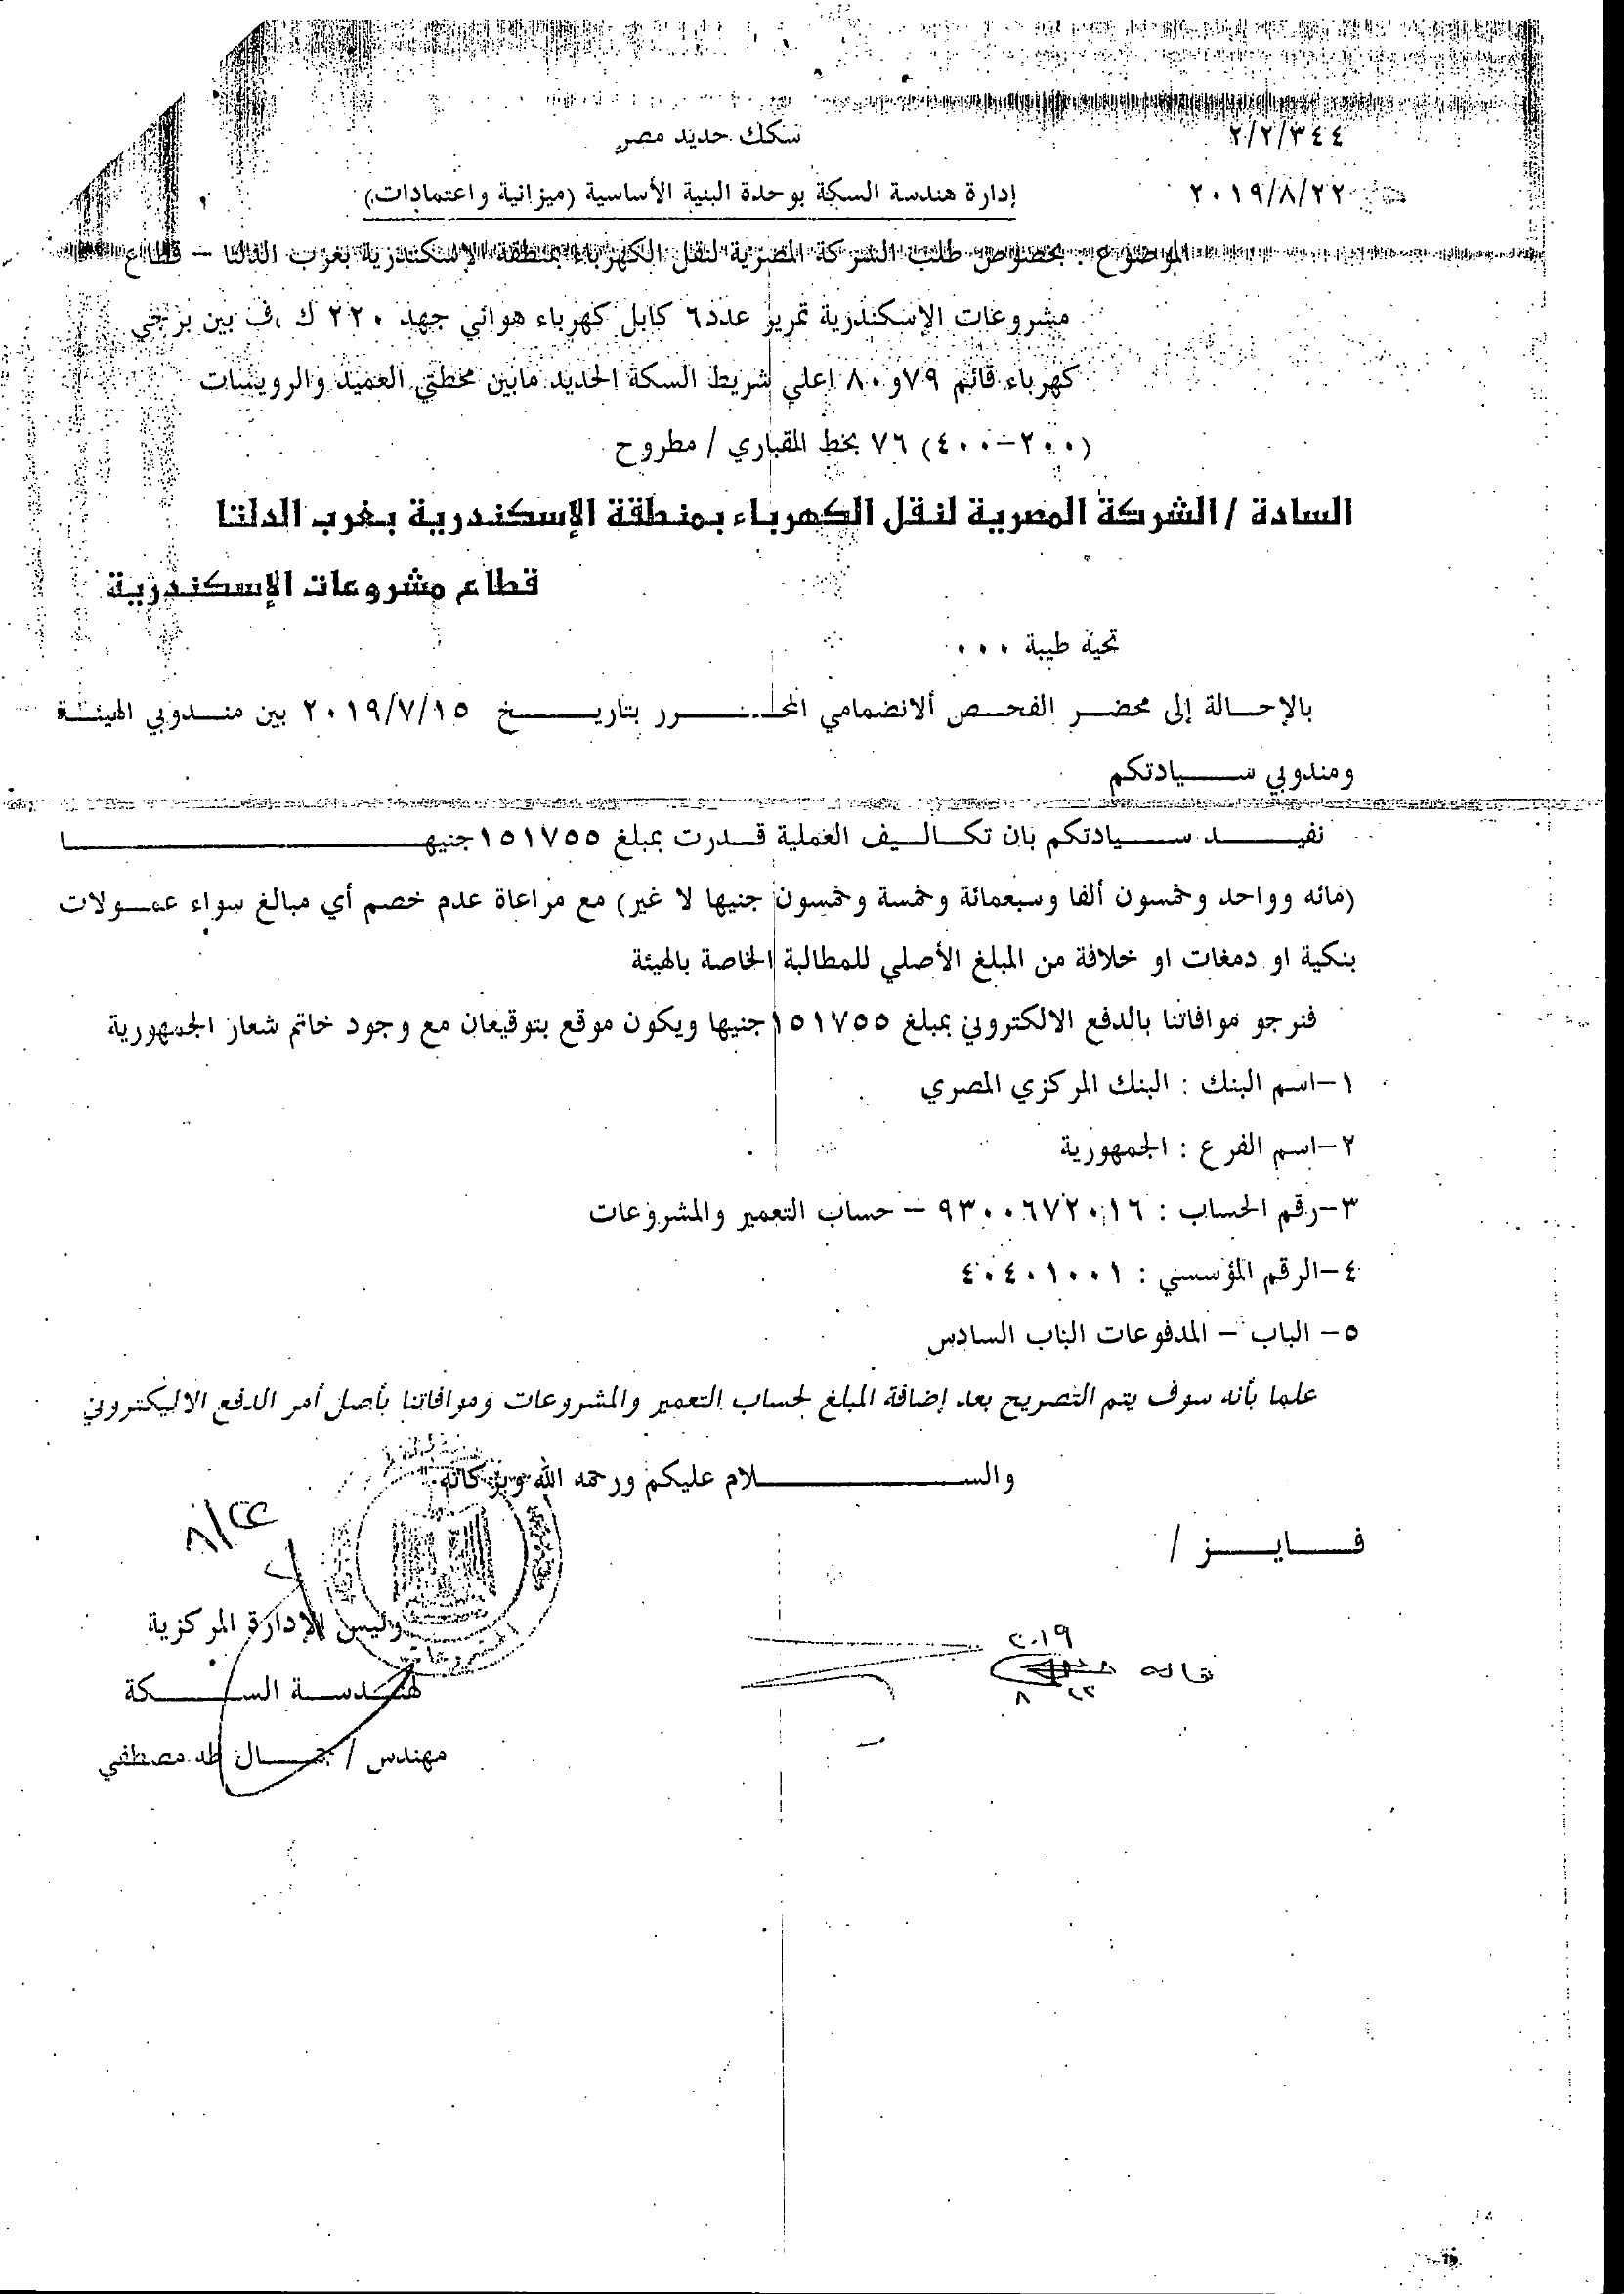 ٢/٢/٣٤٤
سكك حديد مصر
٢٠١٩/٨/٢٢
إدارة هندسة السكة بوحدة البنية الأساسية (ميزانية واعتمادات)
الموضوع : بخصوص طلب الشركة المصرية لنقل الكهرباء بمنطقة الإسكندرية بغرب الدلتا – قطاع
مشروعات الإسكندرية تمرير عدد٦ كابل كهرباء هوائي جهد ٢٢٠ ك .ف بين برجي
كهرباء قائم ٧٩و٨٠ اعلي شريط السكة الحديد مابين محطتي العميد والرويسات
(٢٠٠-٤٠٠) ٧٦ بخط القباري / مطروح
السادة / الشركة المصرية لنقل الكهرباء بمنطقة الإسكندرية بغرب الدلتا
قطاع مشروعات الإسكندرية
تحية طيبة ...
بالإحالة إلى محضر الفحص ألانضمامي المحرر بتاريخ ٢٠١٩/٧/١٥ بين مندوبي الهيئة
ومندوبي سيادتكم
نفيد سيادتكم بان تكاليف العملية قدرت بمبلغ ١٥١٧٥٥جنيها
(مائه وواحد وخمسون ألفا وسبعمائة وخمسة وخمسون جنيها لا غير) مع مراعاة عدم خصم أي مبالغ سواء عمولات
بنكية او دمغات او خلافة من المبلغ الأصلي للمطالبة الخاصة بالهيئة
فنرجو موافاتنا بالدفع الالكتروني بمبلغ ١٥١٧٥٥جنيها ويكون موقع بتوقيعان مع وجود خاتم شعار الجمهورية
١-اسم البنك : البنك المركزي المصري
٢-اسم الفرع : الجمهورية
٣-رقم الحساب : ٩٣٠٠٦٧٢٠١٦ – حساب التعمير والمشروعات
٤-الرقم المؤسسي : ٤٠٤٠١٠٠١
٥- الباب – المدفوعات الباب السادس
علما بأنه سوف يتم التصريح بعد إضافة المبلغ لحساب التعمير والمشروعات وموافاتنا بأصل أمر الدفع الاليكتروني
والسلام عليكم ورحمه الله وبركاته
فايز /
٨/٢٢
رئيس الإدارة المركزية
٢٠١٩
٨ ٢٢
لهندسة السكة
مهندس / جمال طه مصطفي